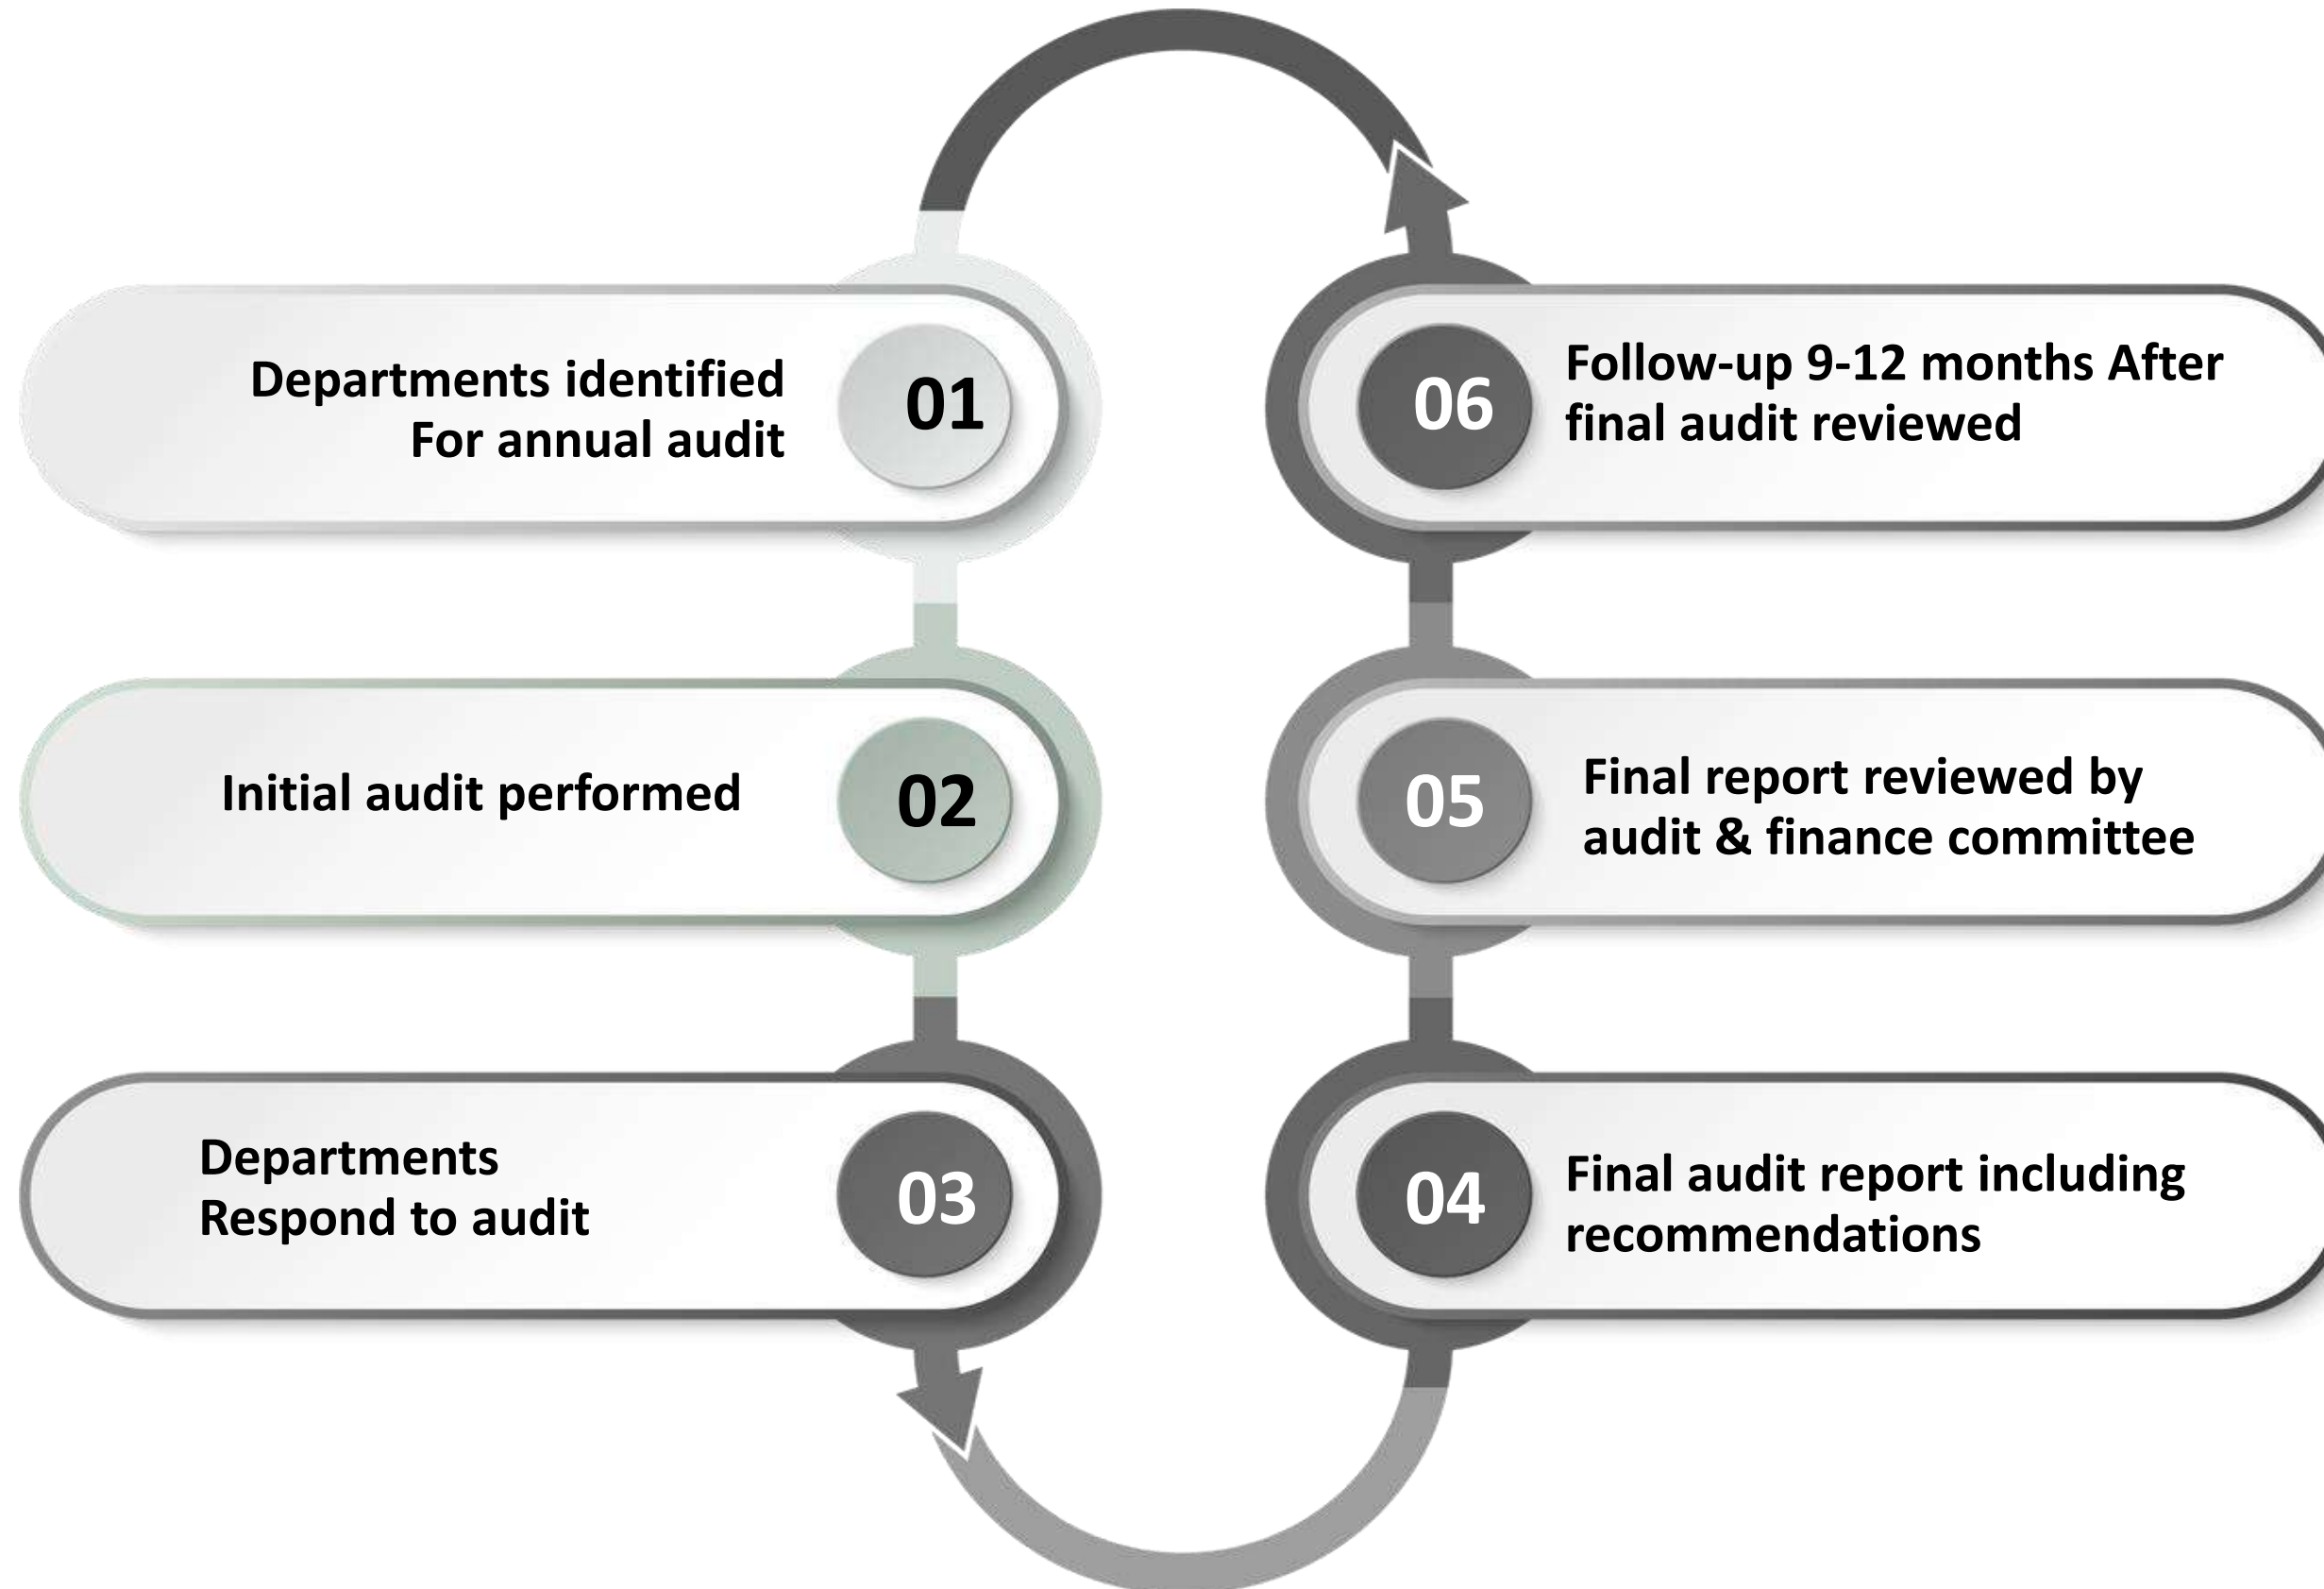 01
Departments identified
For annual audit
02
Initial audit performed
03
Departments
Respond to audit
04
Final audit report including
recommendations
05
Final report reviewed by
audit & finance committee
06
Follow-up 9-12 months After
final audit reviewed